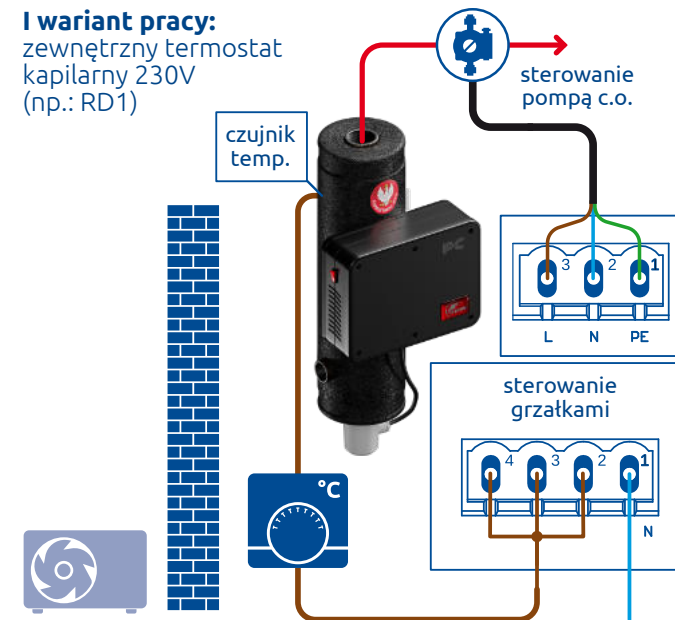 I wariant pracy:
zewnętrzny termostat
kapilarny 230V
(np.: RD1)
sterowanie
pompą c.o.
czujnik
temp.
PC
3 2 1
L N PE
sterowanie
grzałkami
4 3 2 1
N
°C